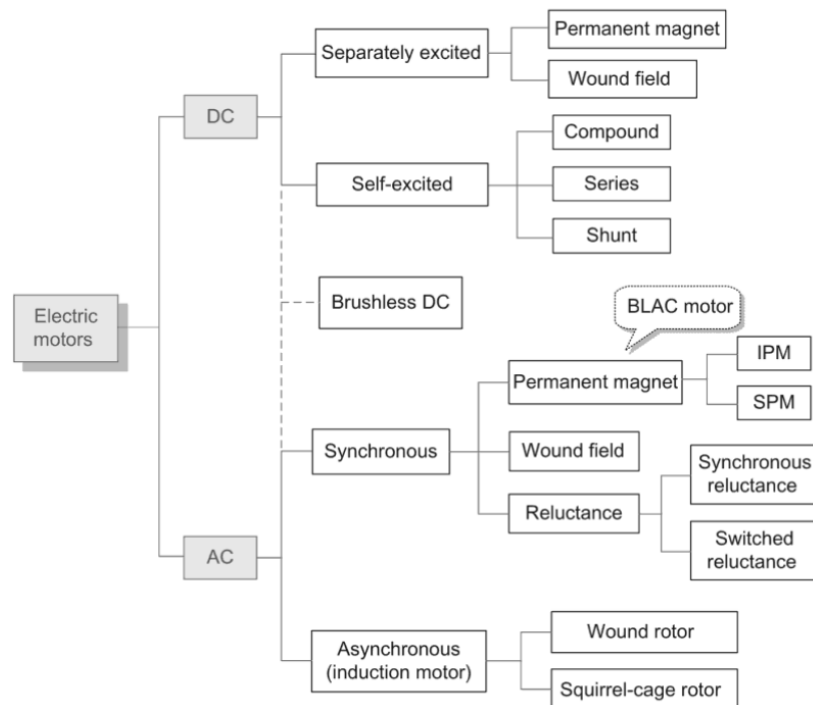 Permanent magnet
Separately excited
Wound field
DC
Compound
Self-excited
Series
Shunt
Brushless DC
BLAC motor
Electric
motors
IPM
Permanent magnet
SPM
Synchronous
Wound field
Synchronous
reluctance
Reluctance
Switched
reluctance
AC
Wound rotor
Asynchronous
(induction motor)
Squirrel-cage rotor